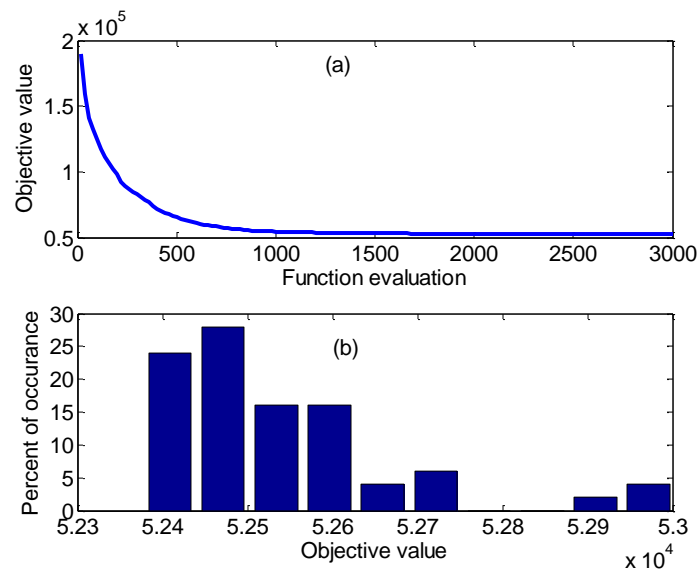 x 10^5
2
1.5
1
0.5
Objective value
(a)
0 500 1000 1500 2000 2500 3000
Function evaluation
30
25
20
15
10
5
0
Percent of occurance
(b)
5.23 5.24 5.25 5.26 5.27 5.28 5.29 5.3
Objective value
x 10^4